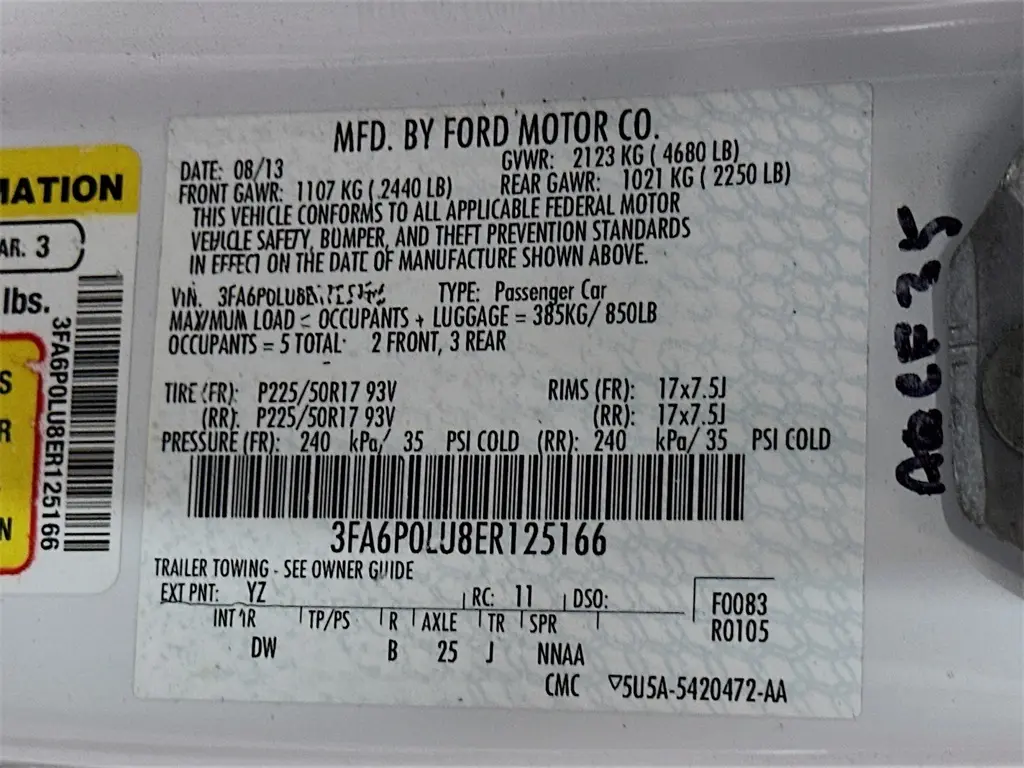 MFD. BY FORD MOTOR CO.
DATE: 08/13
GVWR: 2123 KG ( 4680 LB)
FRONT GAWR: 1107 KG ( 2440 LB)
REAR GAWR: 1021 KG ( 2250 LB)
THIS VEHICLE CONFORMS TO ALL APPLICABLE FEDERAL MOTOR
VEHICLE SAFETY, BUMPER, AND THEFT PREVENTION STANDARDS
IN EFFECT ON THE DATE OF MANUFACTURE SHOWN ABOVE.
VIN. TYPE: Passenger Car
MAXIMUM LOAD = OCCUPANTS + LUGGAGE = 385KG/ 850LB
OCCUPANTS = 5 TOTAL 2 FRONT, 3 REAR
TIRE (FR): P225/50R17 93V RIMS (FR): 17x7.5J
(RR): P225/50R17 93V (RR): 17x7.5J
PRESSURE (FR): 240 kPa/ 35 PSI COLD (RR): 240 kPa/ 35 PSI COLD
3FA6P0LU8ER125166
TRAILER TOWING - SEE OWNER GUIDE
EXT PNT: YZ RC: 11 DSO:
INT TR TP/PS R AXLE TR SPR
DW B 25 J NNAA
F0083
R0105
CMC ▽5U5A-5420472-AA
MATION
AR. 3
lbs.
3FA6P0LU8ER125166
S
R
N